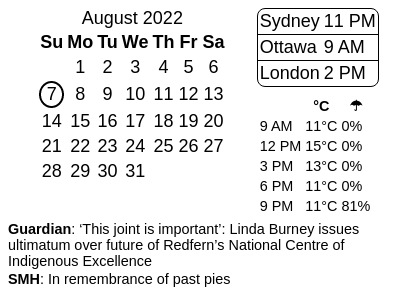 August 2022
Su Mo Tu We Th Fr Sa
1 2 3 4 5 6
7 8 9 10 11 12 13
14 15 16 17 18 19 20
21 22 23 24 25 26 27
28 29 30 31
Sydney 11 PM
Ottawa 9 AM
London 2 PM
°C ☂
9 AM 11°C 0%
12 PM 15°C 0%
3 PM 13°C 0%
6 PM 11°C 0%
9 PM 11°C 81%
Guardian: ‘This joint is important’: Linda Burney issues
ultimatum over future of Redfern’s National Centre of
Indigenous Excellence
SMH: In remembrance of past pies